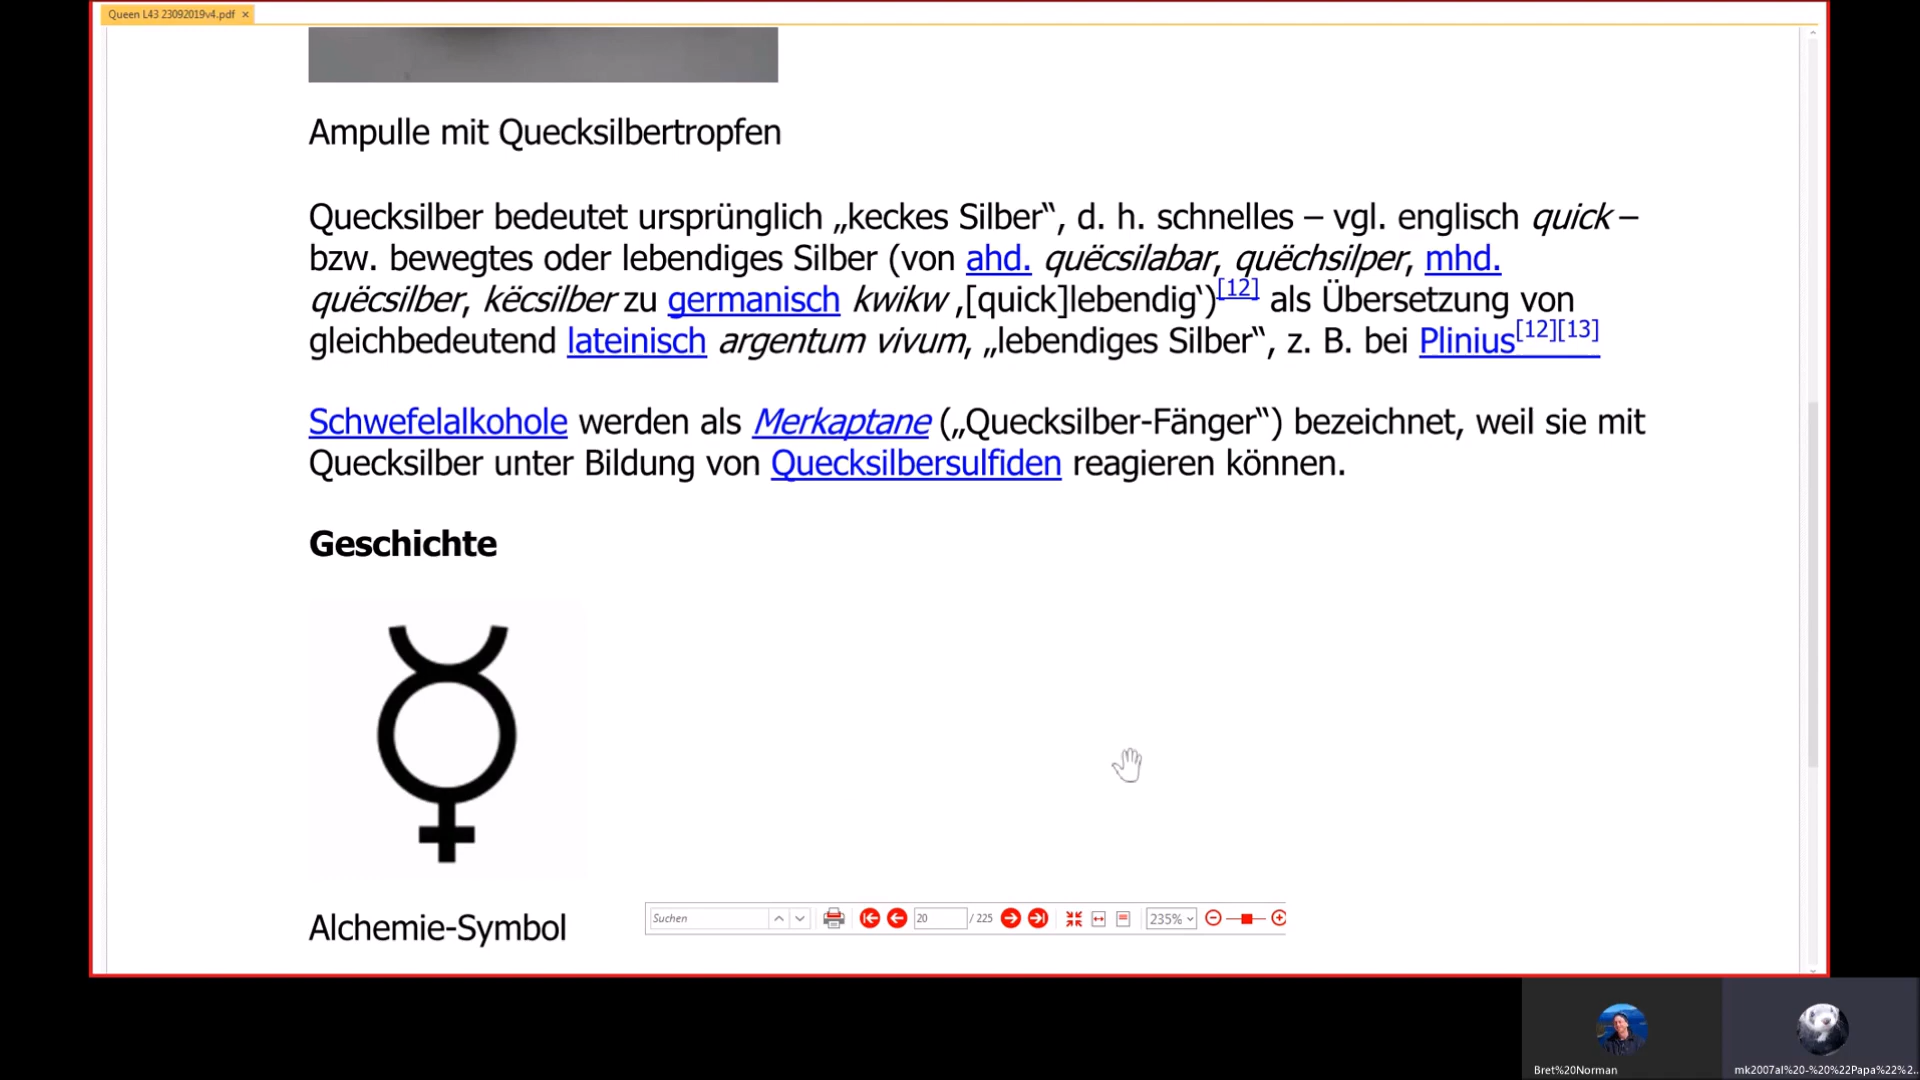 Queen L43 23092019v4.pdf ×
Ampulle mit Quecksilbertropfen
Quecksilber bedeutet ursprünglich „keckes Silber“, d. h. schnelles – vgl. englisch quick –
bzw. bewegtes oder lebendiges Silber (von ahd. quëcsilabar, quëchsilper, mhd.
quëcsilber, këcsilber zu germanisch kwikw ‚[quick]lebendig‘)[12] als Übersetzung von
gleichbedeutend lateinisch argentum vivum, „lebendiges Silber“, z. B. bei Plinius[12][13]
Schwefelalkohole werden als Merkaptane („Quecksilber-Fänger“) bezeichnet, weil sie mit
Quecksilber unter Bildung von Quecksilbersulfiden reagieren können.
Geschichte
Alchemie-Symbol
Suchen 20 / 225 235%
Bret%20Norman
mk2007al%20-%20%22Papa%22%2...